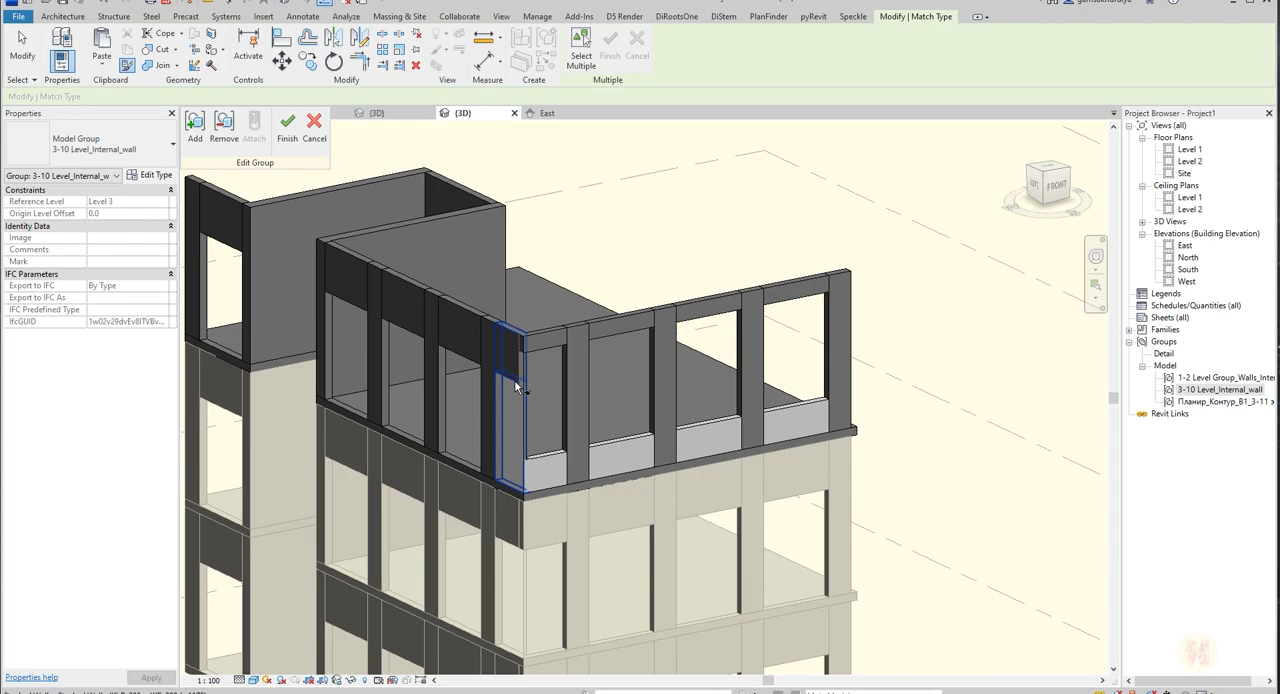 File Architecture Structure Steel Precast Systems Insert Annotate Analyze Massing & Site Collaborate View Manage Add-Ins D5 Render DiRootsOne DiStem PlanFinder pyRevit Speckle Modify | Match Type
Modify
Select
Properties
Paste
Clipboard
Cope
Cut
Join
Geometry
Activate
Controls
Modify
View
Measure
Create
Select Multiple
Finish
Cancel
Multiple
Modify | Match Type
Properties
Model Group
3-10 Level_Internal_wall
Group: 3-10 Level_Internal_w
Edit Type
Constraints
Reference Level Level 3
Origin Level Offset 0.0
Identity Data
Image
Comments
Mark
IFC Parameters
Export to IFC By Type
Export to IFC As
IFC Predefined Type
IfcGUID
Properties help
Apply
Add
Remove
Attach
Finish
Cancel
Edit Group
{3D}
{3D}
East
FRONT
1 : 100
Project Browser - Project1
Views (all)
Floor Plans
Level 1
Level 2
Site
Ceiling Plans
Level 1
Level 2
3D Views
Elevations (Building Elevation)
East
North
South
West
Legends
Schedules/Quantities (all)
Sheets (all)
Families
Groups
Detail
Model
1-2 Level Group_Walls_Inte
3-10 Level_Internal_wall
Планир_Контур_В1_3-11 э
Revit Links